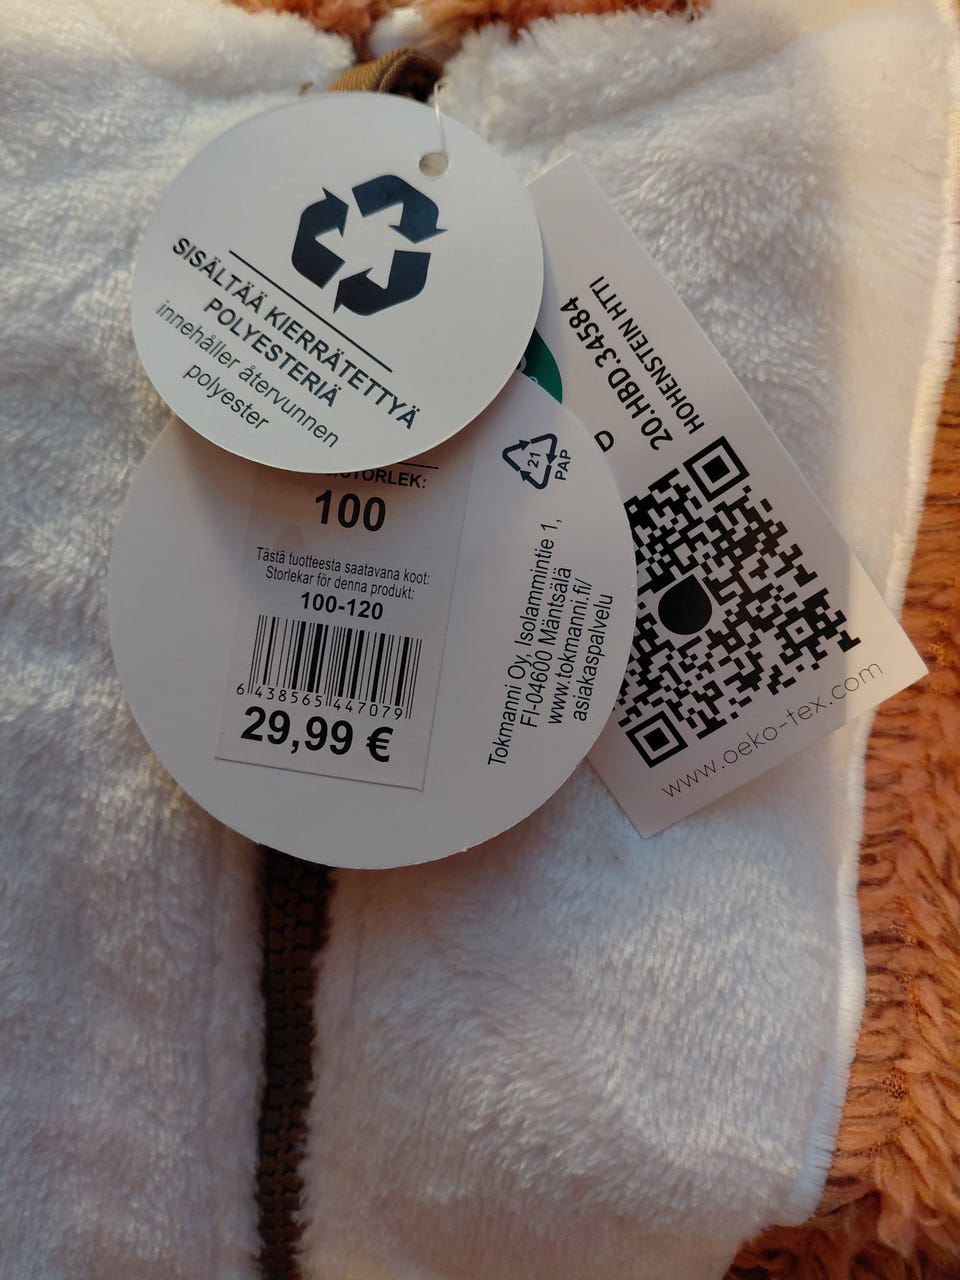 SISÄLTÄÄ KIERRÄTETTYÄ
POLYESTERIÄ
innehåller återvunnen
polyester
STORLEK:
100
Tästä tuotteesta saatavana koot:
Storlekar för denna produkt:
100-120
6 438565 447079
29,99 €
21
PAP
Tokmanni Oy, Isolammintie 1,
FI-04600 Mäntsälä
www.tokmanni.fi/
asiakaspalvelu
20.HBD.34584
HOHENSTEIN HTTI
www.oeko-tex.com